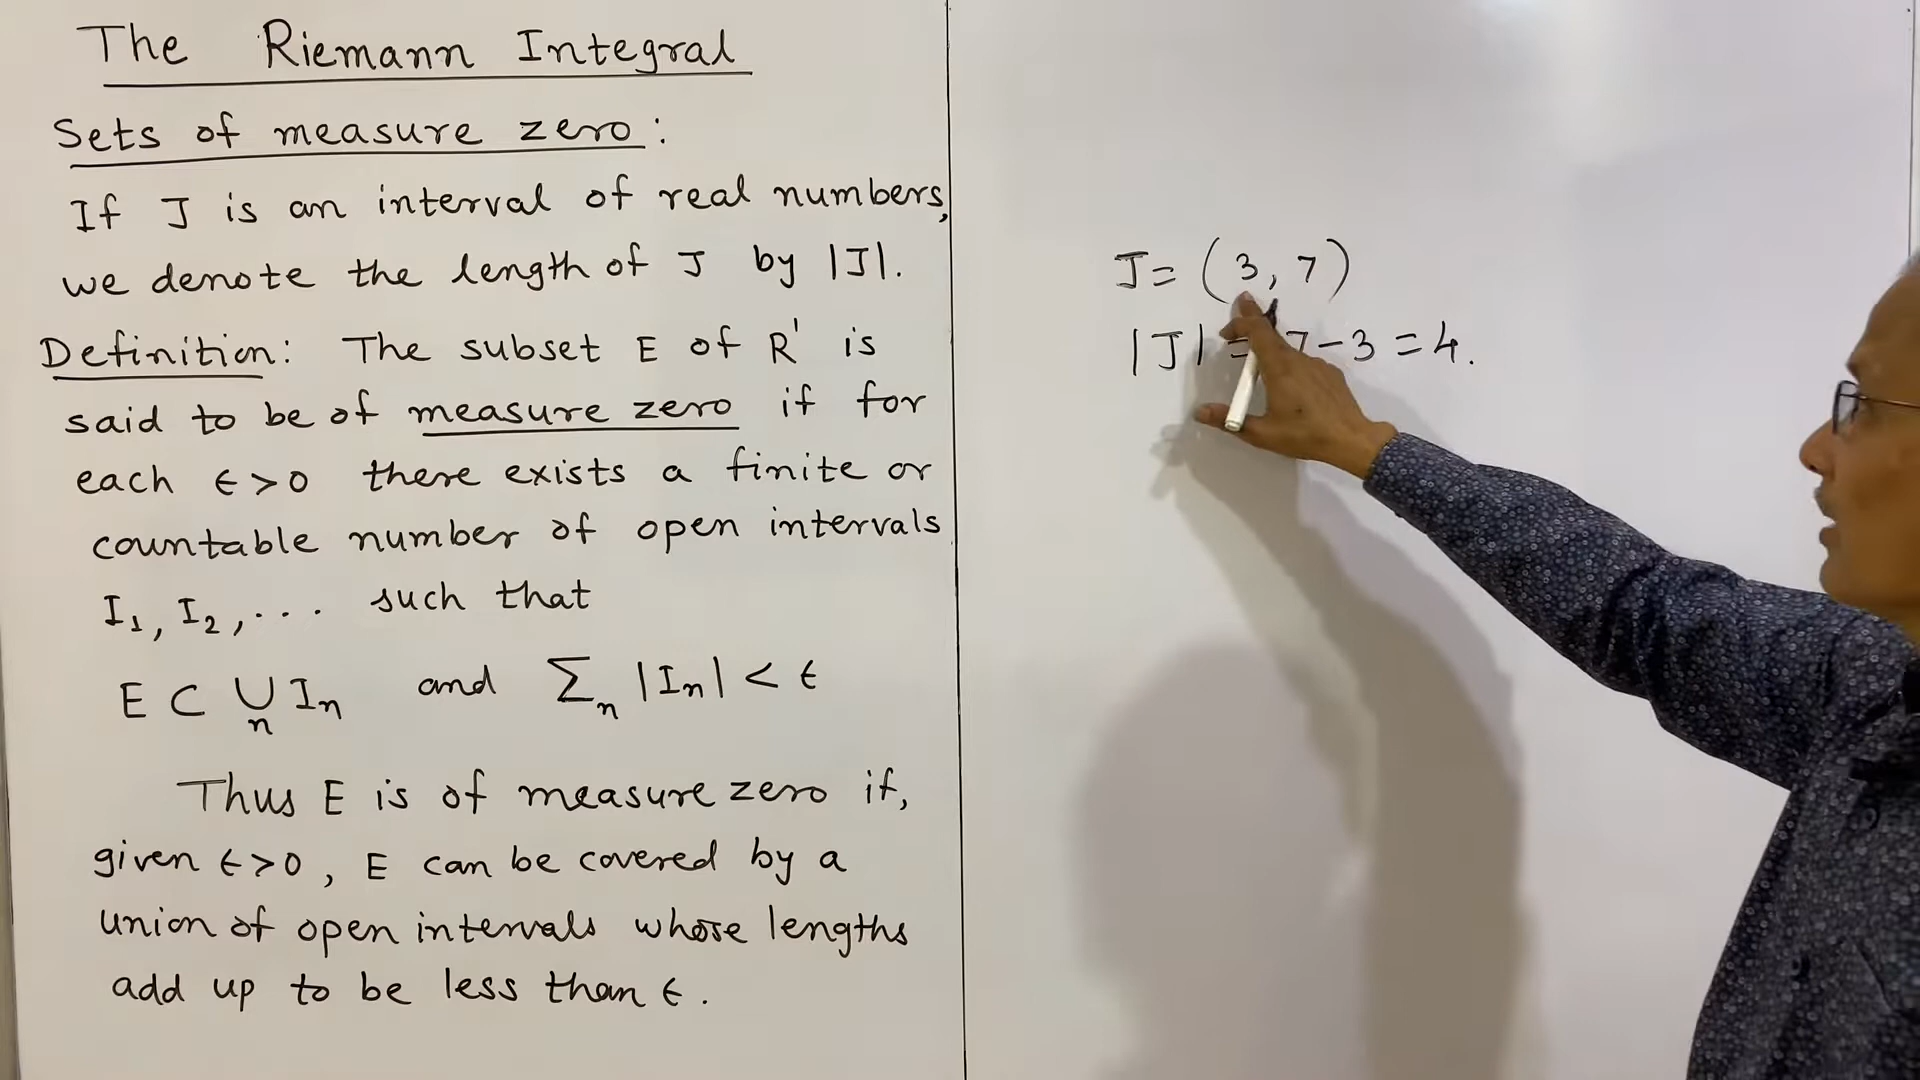 The Riemann Integral
Sets of measure zero:
If J is an interval of real numbers,
we denote the length of J by |J|.
Definition: The subset E of R' is
said to be of measure zero if for
each ϵ>0 there exists a finite or
countable number of open intervals
I₁, I₂, ... such that
E ⊂ ∪ₙ Iₙ and Σₙ |Iₙ| < ϵ
Thus E is of measure zero if,
given ϵ>0, E can be covered by a
union of open intervals whose lengths
add up to be less than ϵ.
J = (3, 7)
|J| = 7-3 = 4.